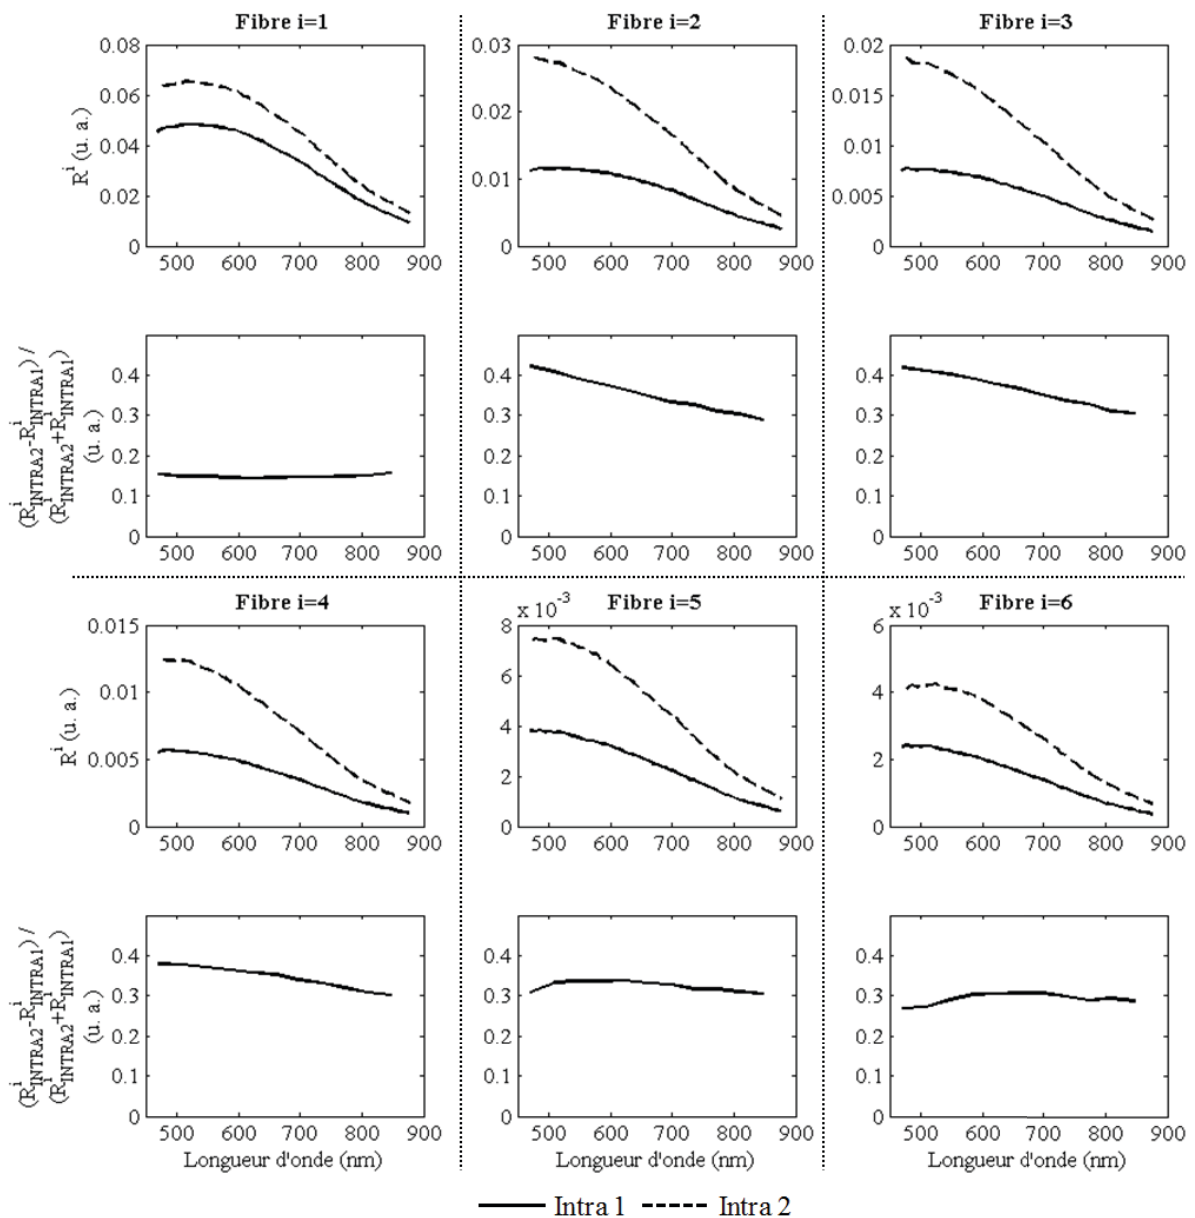 Fibre i=1
Fibre i=2
Fibre i=3
0.08
0.06
0.04
0.02
0
R^i (u. a.)
500 600 700 800 900
0.03
0.02
0.01
0
500 600 700 800 900
0.02
0.015
0.01
0.005
0
500 600 700 800 900
(R^i_INTRA2-R^i_INTRA1) /
(R^i_INTRA2+R^i_INTRA1)
(u. a.)
0.4
0.3
0.2
0.1
0
500 600 700 800 900
0.4
0.3
0.2
0.1
0
500 600 700 800 900
0.4
0.3
0.2
0.1
0
500 600 700 800 900
Fibre i=4
x 10^-3
Fibre i=5
x 10^-3
Fibre i=6
0.015
0.01
0.005
0
R^i (u. a.)
500 600 700 800 900
8
6
4
2
0
500 600 700 800 900
6
4
2
0
500 600 700 800 900
(R^i_INTRA2-R^i_INTRA1) /
(R^i_INTRA2+R^i_INTRA1)
(u. a.)
0.4
0.3
0.2
0.1
0
500 600 700 800 900
Longueur d'onde (nm)
0.4
0.3
0.2
0.1
0
500 600 700 800 900
Longueur d'onde (nm)
0.4
0.3
0.2
0.1
0
500 600 700 800 900
Longueur d'onde (nm)
Intra 1
Intra 2